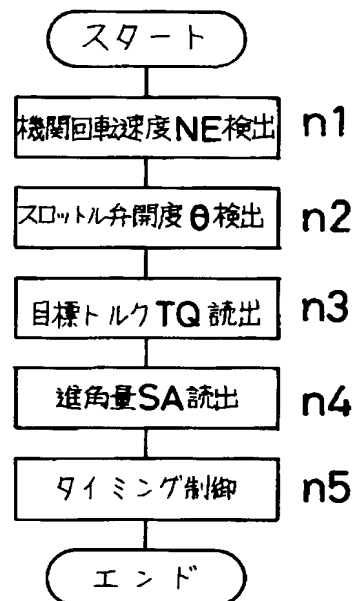 スタート
機関回転速度NE検出 n1
スロットル弁開度θ検出 n2
目標トルクTQ読出 n3
進角量SA読出 n4
タイミング制御 n5
エンド